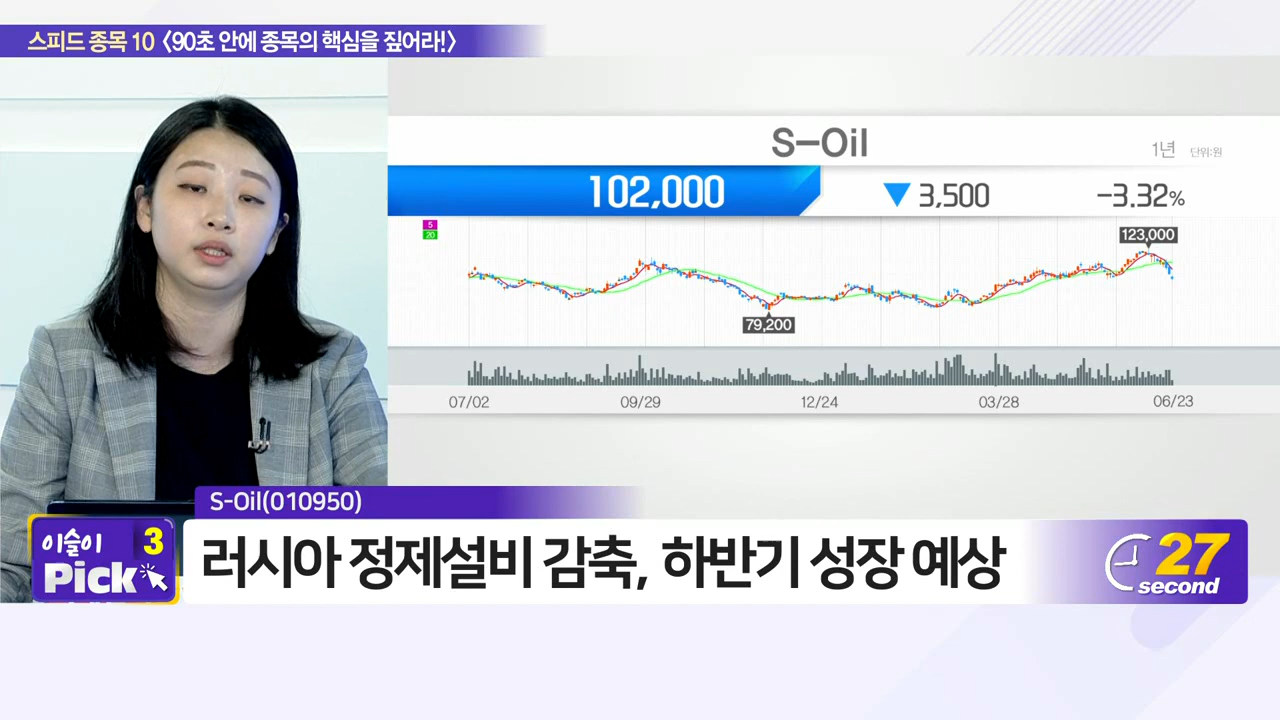 스피드 종목 10 <90초 안에 종목의 핵심을 짚어라!>
S-Oil
1년 단위:원
102,000 ▼ 3,500 -3.32%
5
20
123,000
79,200
07/02 09/29 12/24 03/28 06/23
S-Oil(010950)
이슬이 3
Pick
러시아 정제설비 감축, 하반기 성장 예상
27
second